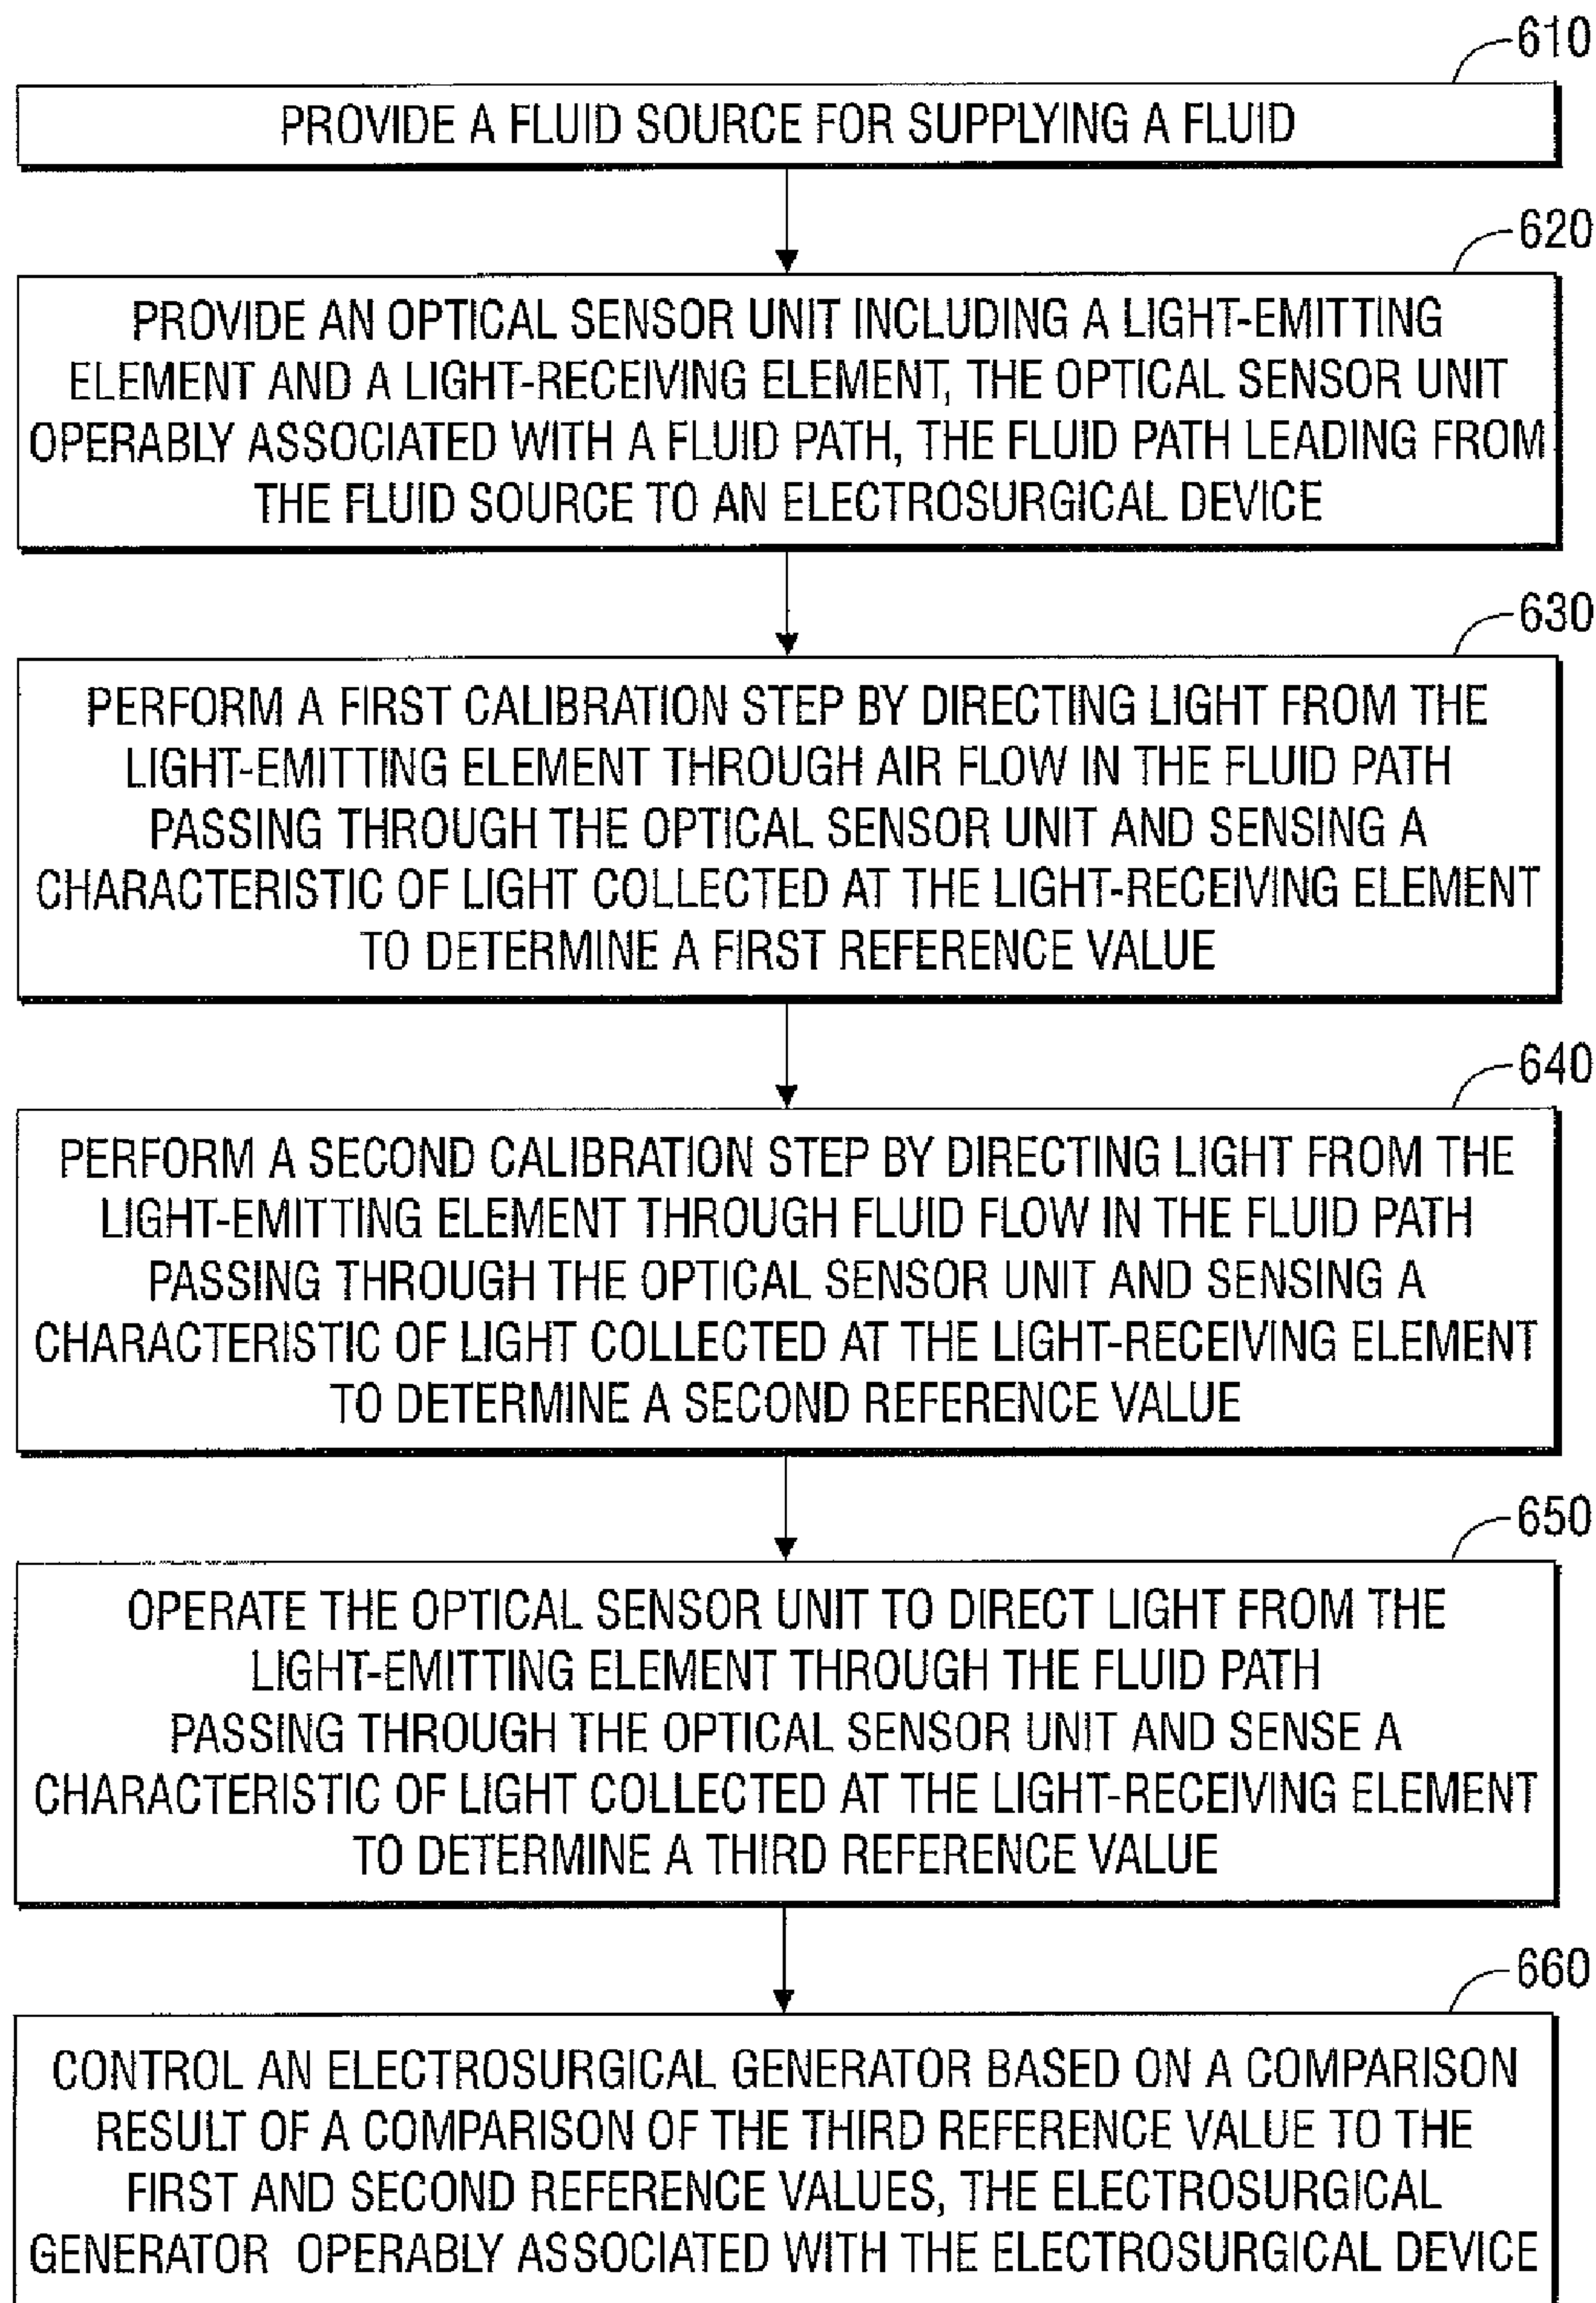 610
PROVIDE A FLUID SOURCE FOR SUPPLYING A FLUID
620
PROVIDE AN OPTICAL SENSOR UNIT INCLUDING A LIGHT-EMITTING
ELEMENT AND A LIGHT-RECEIVING ELEMENT, THE OPTICAL SENSOR UNIT
OPERABLY ASSOCIATED WITH A FLUID PATH, THE FLUID PATH LEADING FROM
THE FLUID SOURCE TO AN ELECTROSURGICAL DEVICE
630
PERFORM A FIRST CALIBRATION STEP BY DIRECTING LIGHT FROM THE
LIGHT-EMITTING ELEMENT THROUGH AIR FLOW IN THE FLUID PATH
PASSING THROUGH THE OPTICAL SENSOR UNIT AND SENSING A
CHARACTERISTIC OF LIGHT COLLECTED AT THE LIGHT-RECEIVING ELEMENT
TO DETERMINE A FIRST REFERENCE VALUE
640
PERFORM A SECOND CALIBRATION STEP BY DIRECTING LIGHT FROM THE
LIGHT-EMITTING ELEMENT THROUGH FLUID FLOW IN THE FLUID PATH
PASSING THROUGH THE OPTICAL SENSOR UNIT AND SENSING A
CHARACTERISTIC OF LIGHT COLLECTED AT THE LIGHT-RECEIVING ELEMENT
TO DETERMINE A SECOND REFERENCE VALUE
650
OPERATE THE OPTICAL SENSOR UNIT TO DIRECT LIGHT FROM THE
LIGHT-EMITTING ELEMENT THROUGH THE FLUID PATH
PASSING THROUGH THE OPTICAL SENSOR UNIT AND SENSE A
CHARACTERISTIC OF LIGHT COLLECTED AT THE LIGHT-RECEIVING ELEMENT
TO DETERMINE A THIRD REFERENCE VALUE
660
CONTROL AN ELECTROSURGICAL GENERATOR BASED ON A COMPARISON
RESULT OF A COMPARISON OF THE THIRD REFERENCE VALUE TO THE
FIRST AND SECOND REFERENCE VALUES, THE ELECTROSURGICAL
GENERATOR OPERABLY ASSOCIATED WITH THE ELECTROSURGICAL DEVICE